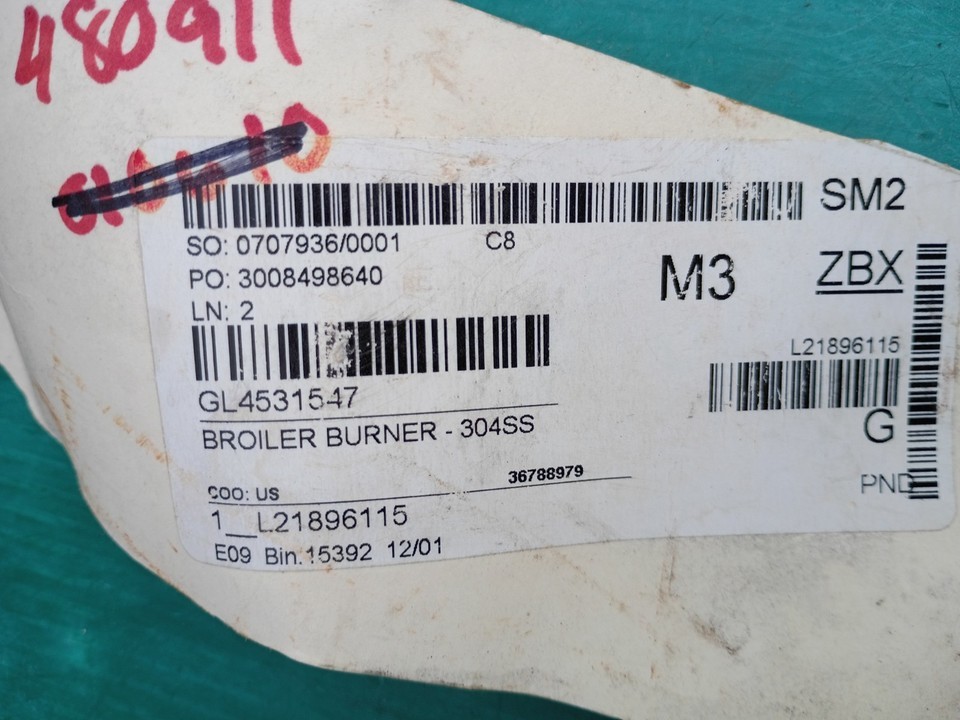 480911
SM2
SO: 0707936/0001 C8
PO: 3008498640
M3 ZBX
LN: 2
L21896115
GL4531547
G
BROILER BURNER - 304SS
36788979
PND
COO: US
1__L21896115
E09 Bin.15392 12/01